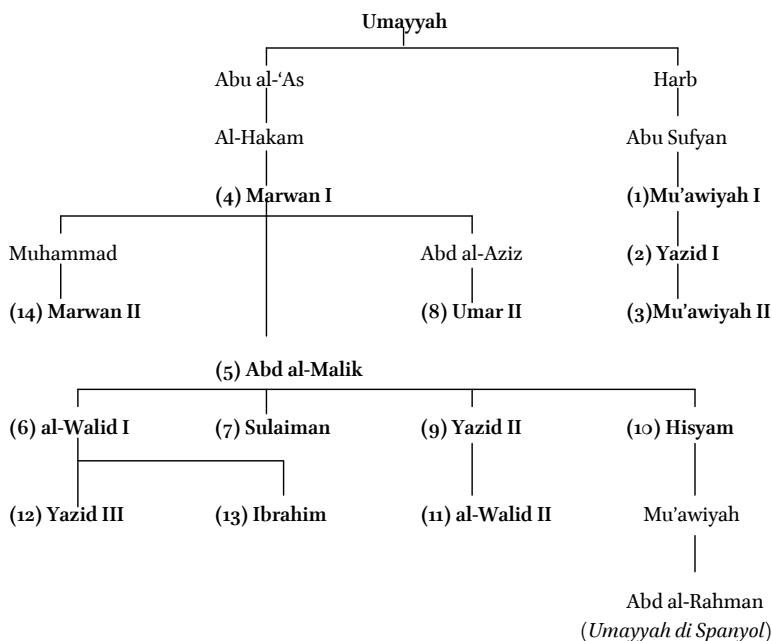 Umayyah
Abu al-‘As Harb
Al-Hakam Abu Sufyan
(4) Marwan I (1)Mu’awiyah I
Muhammad Abd al-Aziz (2) Yazid I
(14) Marwan II (8) Umar II (3)Mu’awiyah II
(5) Abd al-Malik
(6) al-Walid I (7) Sulaiman (9) Yazid II (10) Hisyam
(12) Yazid III (13) Ibrahim (11) al-Walid II Mu’awiyah
Abd al-Rahman
(Umayyah di Spanyol)